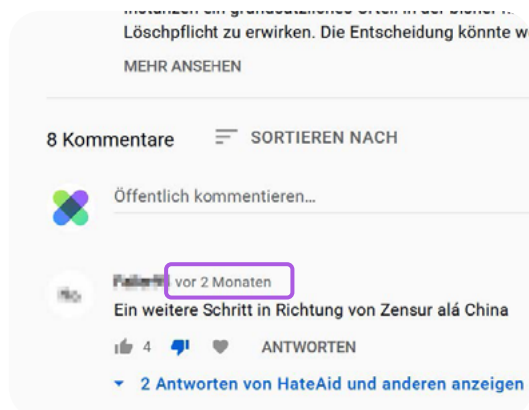 Löschpflicht zu erwirken. Die Entscheidung könnte w
MEHR ANSEHEN
8 Kommentare SORTIEREN NACH
Öffentlich kommentieren...
vor 2 Monaten
Ein weitere Schritt in Richtung von Zensur alá China
4 ANTWORTEN
2 Antworten von HateAid und anderen anzeigen